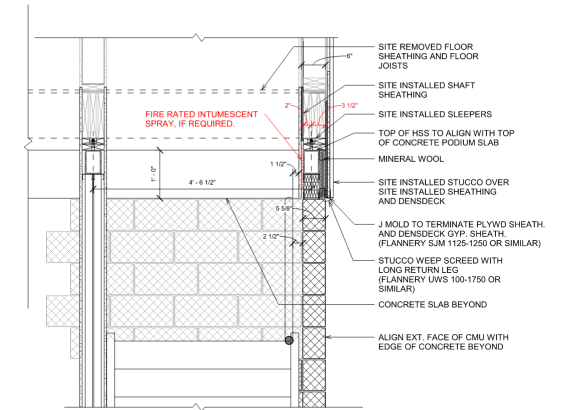 SITE REMOVED FLOOR
SHEATHING AND FLOOR
JOISTS
6"
SITE INSTALLED SHAFT
SHEATHING
2"
3 1/2"
FIRE RATED INTUMESCENT
SPRAY, IF REQUIRED.
SITE INSTALLED SLEEPERS
TOP OF HSS TO ALIGN WITH TOP
OF CONCRETE PODIUM SLAB
MINERAL WOOL
1 1/2"
1' - 0"
4' - 6 1/2"
SITE INSTALLED STUCCO OVER
SITE INSTALLED SHEATHING
AND DENSDECK
5 5/8"
J MOLD TO TERMINATE PLYWD SHEATH.
AND DENSDECK GYP. SHEATH.
(FLANNERY SJM 1125-1250 OR SIMILAR)
2 1/2"
STUCCO WEEP SCREED WITH
LONG RETURN LEG
(FLANNERY UWS 100-1750 OR
SIMILAR)
CONCRETE SLAB BEYOND
ALIGN EXT. FACE OF CMU WITH
EDGE OF CONCRETE BEYOND